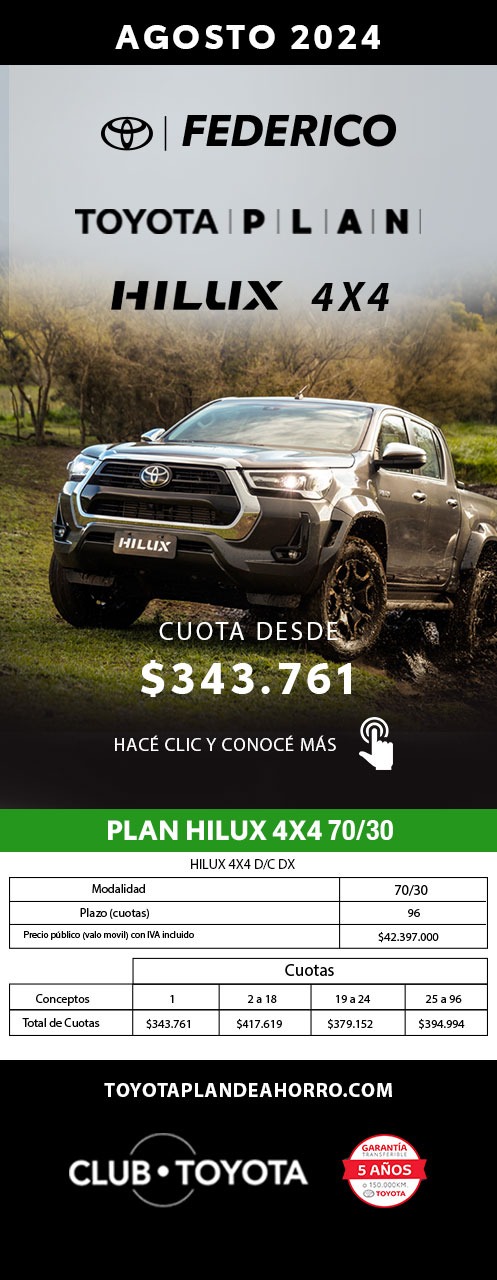 AGOSTO 2024
FEDERICO
TOYOTA PLAN
HILUX 4X4
HILUX
CUOTA DESDE
$343.761
HACÉ CLIC Y CONOCÉ MÁS
PLAN HILUX 4X4 70/30
HILUX 4X4 D/C DX
Modalidad 70/30
Plazo (cuotas) 96
Precio público (valo movil) con IVA incluido $42.397.000
Cuotas
Conceptos 1 2 a 18 19 a 24 25 a 96
Total de Cuotas $343.761 $417.619 $379.152 $394.994
TOYOTAPLANDEAHORRO.COM
CLUB • TOYOTA
GARANTÍA
TRANSFERIBLE
5 AÑOS
o 150.000KM.
TOYOTA